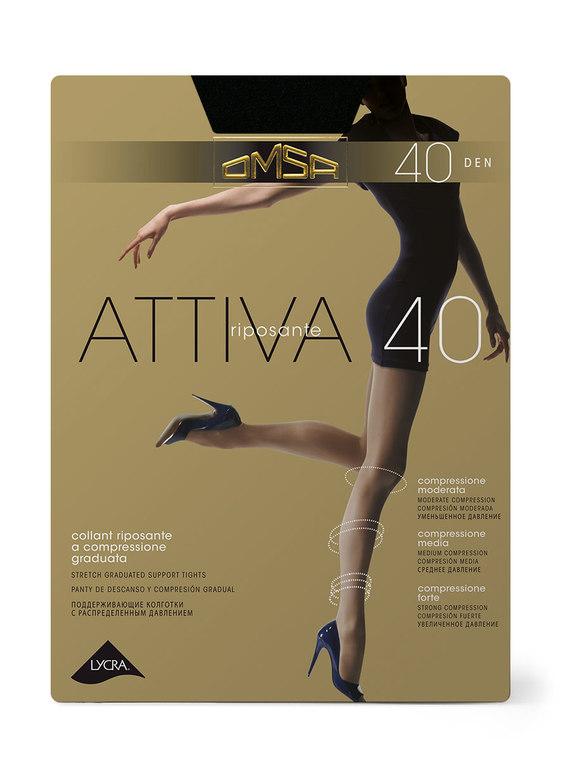 OMSA
40 DEN
ATTIVA 40
riposante
compressione
moderata
MODERATE COMPRESSION
COMPRESIÓN MODERADA
УМЕНЬШЕННОЕ ДАВЛЕНИЕ
compressione
media
MEDIUM COMPRESSION
COMPRESIÓN MEDIA
СРЕДНЕЕ ДАВЛЕНИЕ
compressione
forte
STRONG COMPRESSION
COMPRESIÓN FUERTE
УВЕЛИЧЕННОЕ ДАВЛЕНИЕ
collant riposante
a compressione
graduata
STRETCH GRADUATED SUPPORT TIGHTS
PANTY DE DESCANSO Y COMPRESIÓN GRADUAL
ПОДДЕРЖИВАЮЩИЕ КОЛГОТКИ
С РАСПРЕДЕЛЕННЫМ ДАВЛЕНИЕМ
LYCRA®